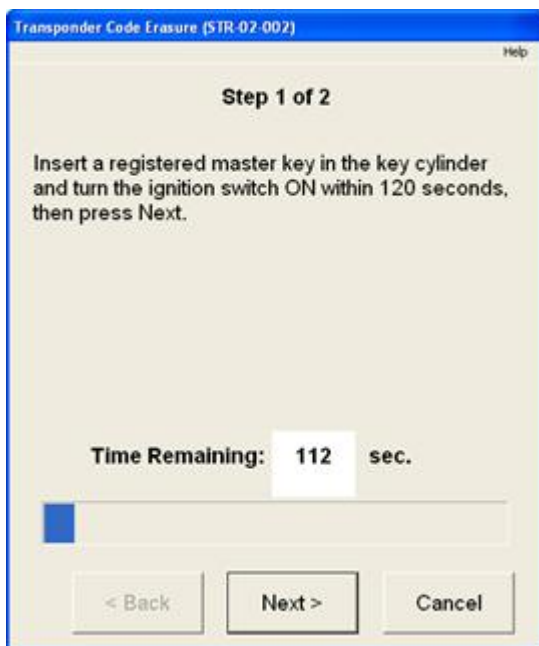 Transponder Code Erasure (STR-02-002)
Help
Step 1 of 2
Insert a registered master key in the key cylinder
and turn the ignition switch ON within 120 seconds,
then press Next.
Time Remaining: 112 sec.
< Back Next > Cancel